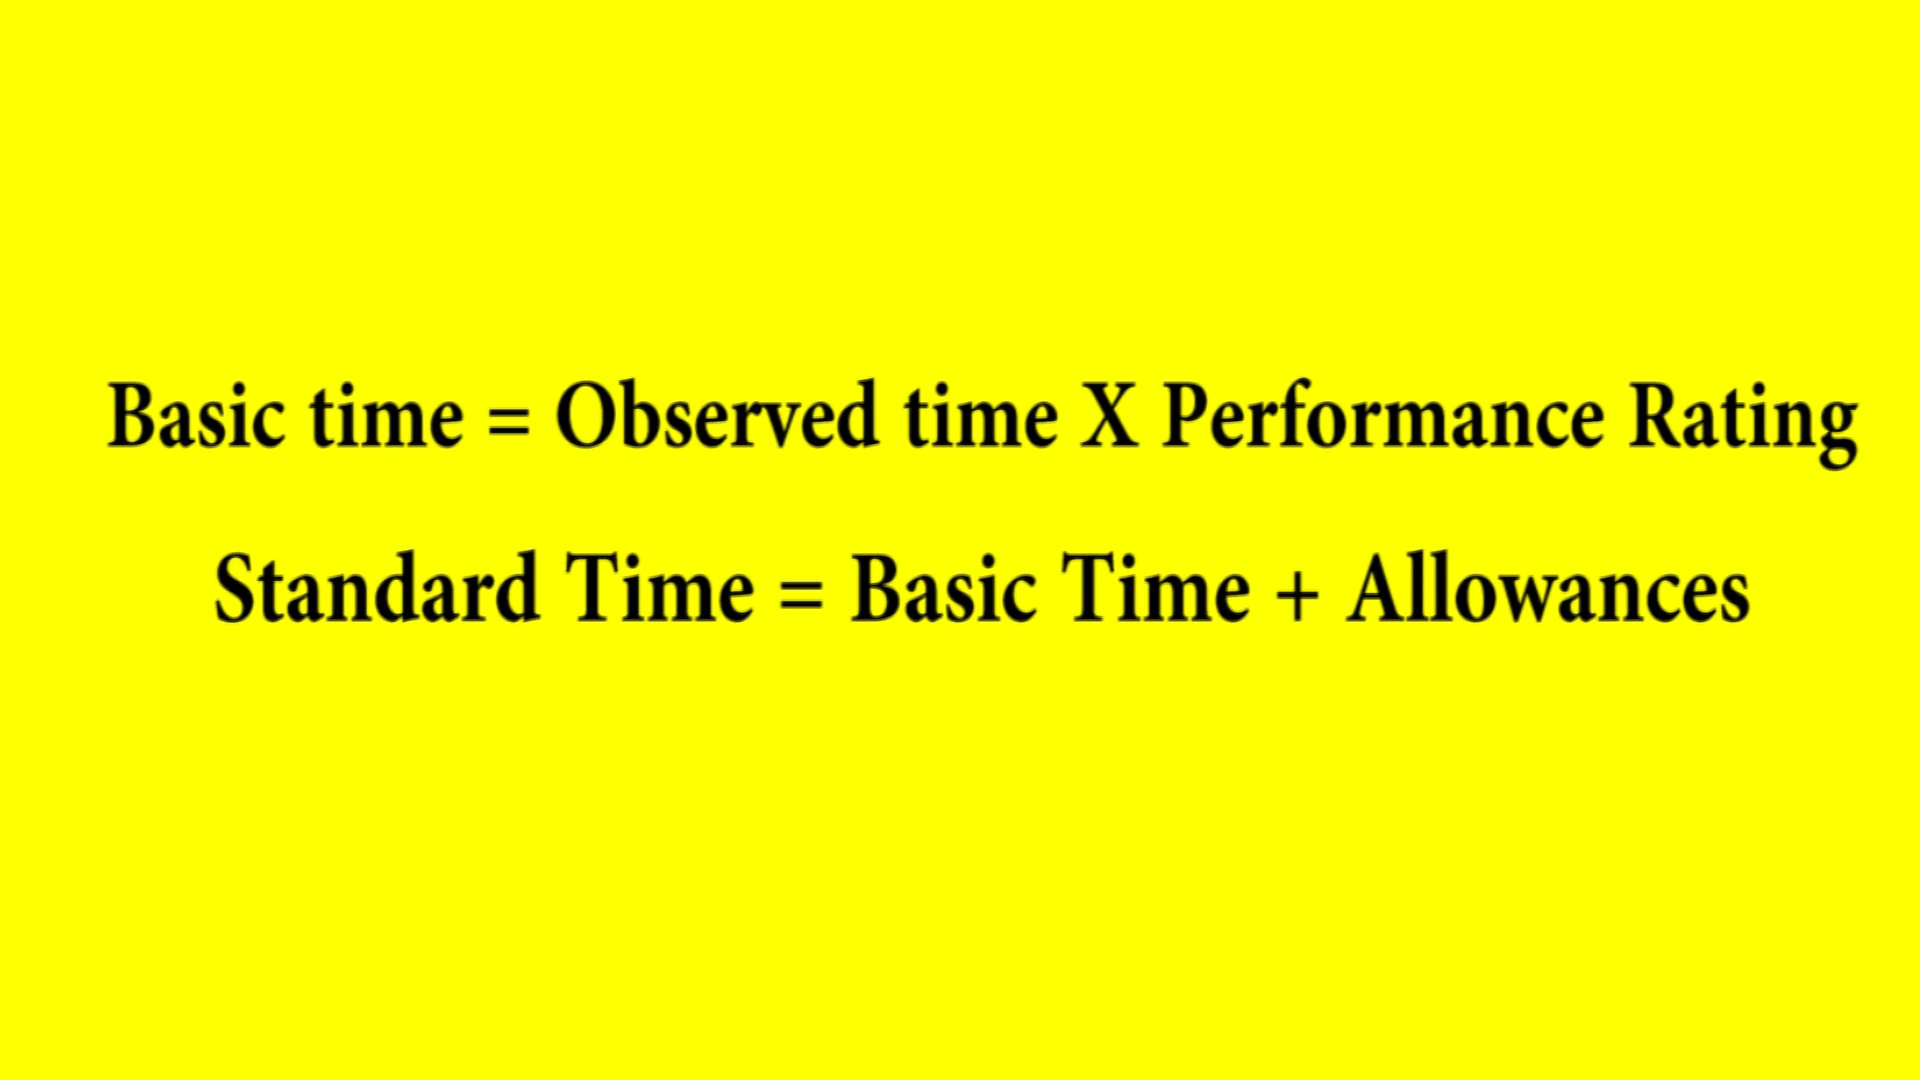 Basic time = Observed time X Performance Rating
Standard Time = Basic Time + Allowances